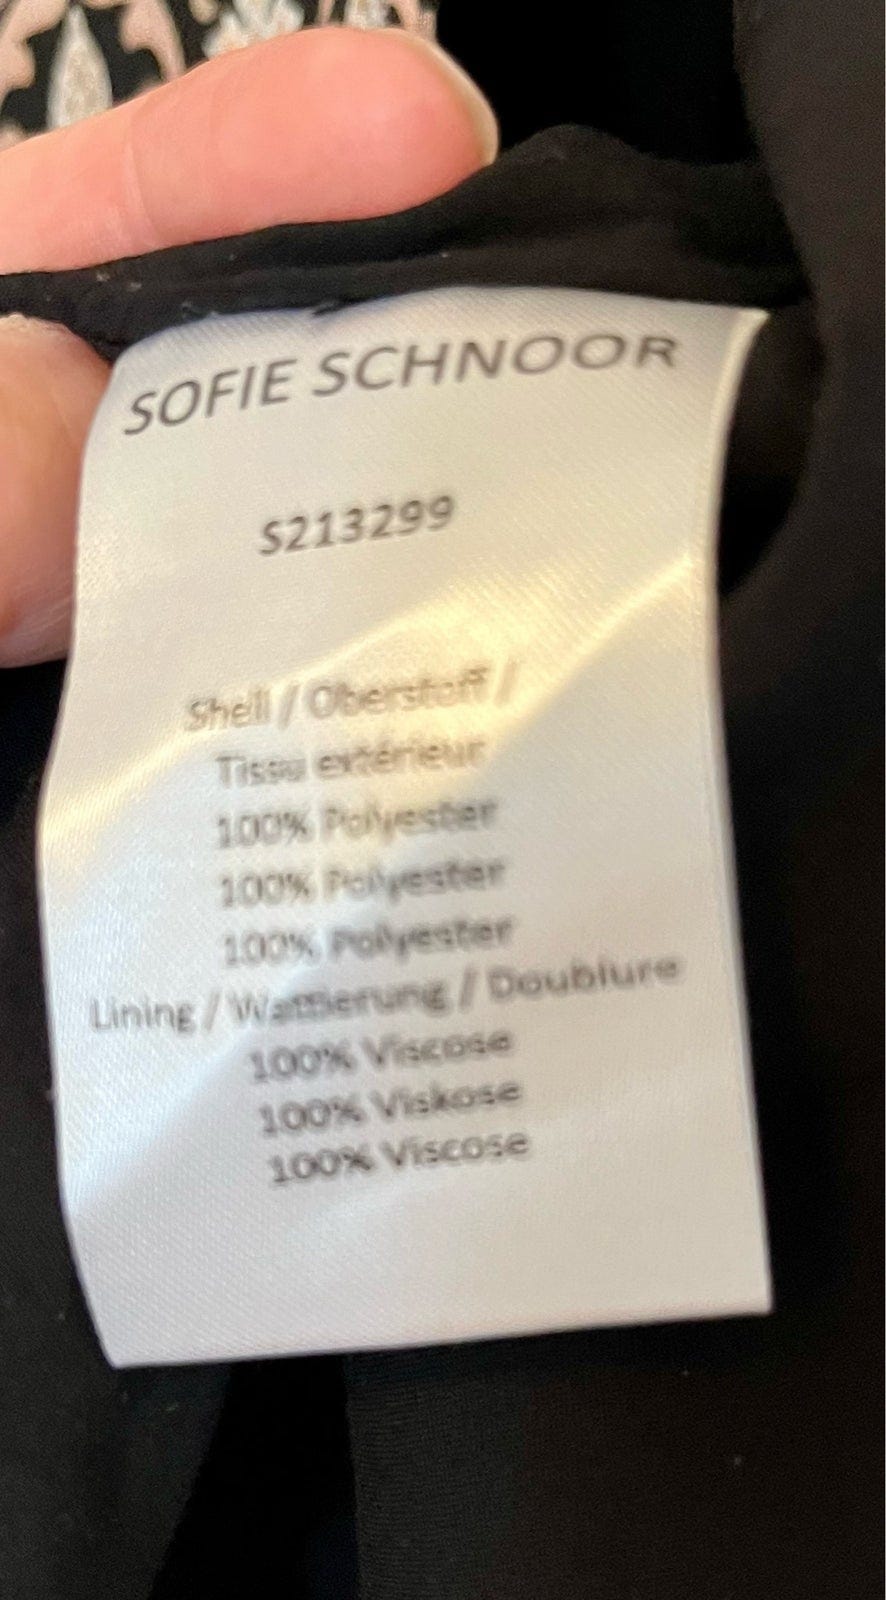 SOFIE SCHNOOR
S213299
Shell / Oberstoff /
Tissu extérieur
100% Polyester
100% Polyester
100% Polyester
Lining / Wattierung / Doublure
100% Viscose
100% Viskose
100% Viscose